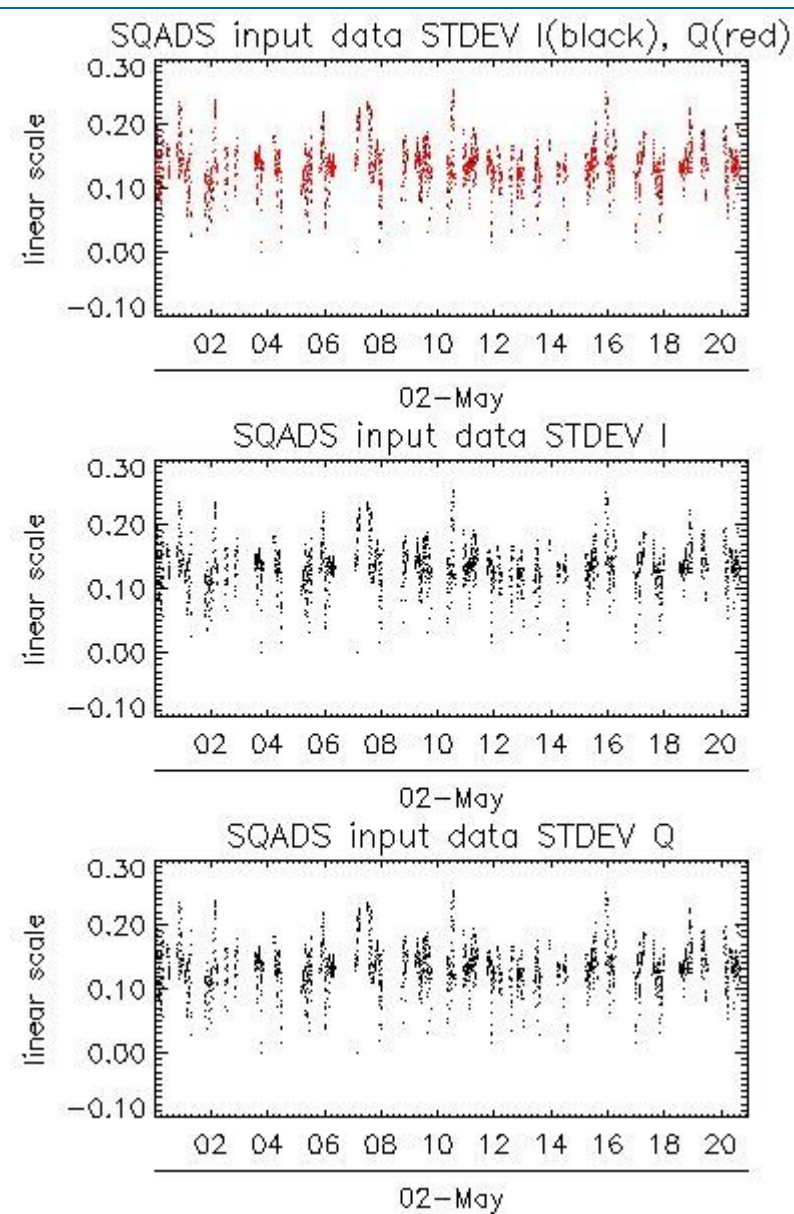 SQADS input data STDEV I(black), Q(red)
0.30
0.20
0.10
0.00
-0.10
linear scale
02 04 06 08 10 12 14 16 18 20
02-May
SQADS input data STDEV I
0.30
0.20
0.10
0.00
-0.10
linear scale
02 04 06 08 10 12 14 16 18 20
02-May
SQADS input data STDEV Q
0.30
0.20
0.10
0.00
-0.10
linear scale
02 04 06 08 10 12 14 16 18 20
02-May